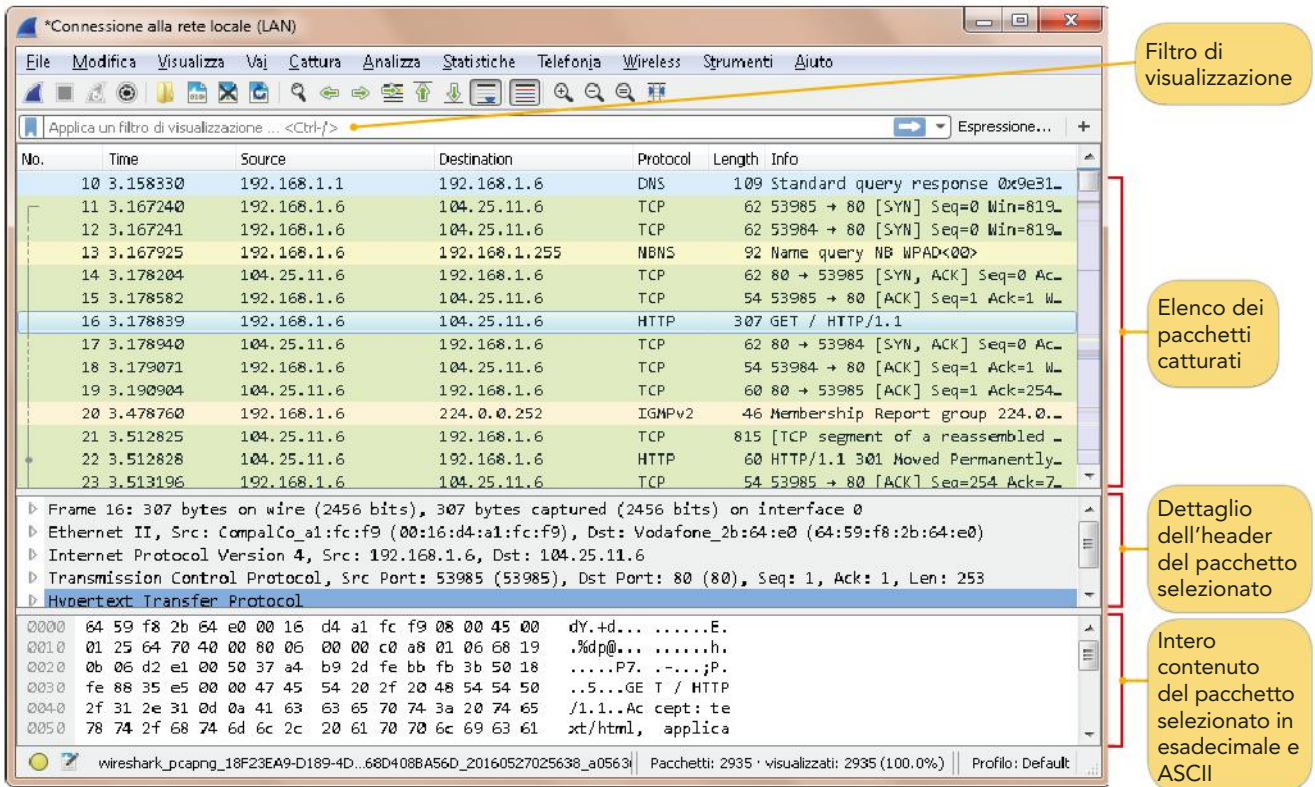 *Connessione alla rete locale (LAN)
File Modifica Visualizza Vai Cattura Analizza Statistiche Telefonia Wireless Strumenti Aiuto
Applica un filtro di visualizzazione ... <Ctrl-/> Espressione... +
No. Time Source Destination Protocol Length Info
10 3.158330 192.168.1.1 192.168.1.6 DNS 109 Standard query response 0x9e31…
11 3.167240 192.168.1.6 104.25.11.6 TCP 62 53985 → 80 [SYN] Seq=0 Win=819…
12 3.167241 192.168.1.6 104.25.11.6 TCP 62 53984 → 80 [SYN] Seq=0 Win=819…
13 3.167925 192.168.1.6 192.168.1.255 NBNS 92 Name query NB WPAD<00>
14 3.178204 104.25.11.6 192.168.1.6 TCP 62 80 → 53985 [SYN, ACK] Seq=0 Ac…
15 3.178582 192.168.1.6 104.25.11.6 TCP 54 53985 → 80 [ACK] Seq=1 Ack=1 W…
16 3.178839 192.168.1.6 104.25.11.6 HTTP 307 GET / HTTP/1.1
17 3.178940 104.25.11.6 192.168.1.6 TCP 62 80 → 53984 [SYN, ACK] Seq=0 Ac…
18 3.179071 192.168.1.6 104.25.11.6 TCP 54 53984 → 80 [ACK] Seq=1 Ack=1 W…
19 3.190904 104.25.11.6 192.168.1.6 TCP 60 80 → 53985 [ACK] Seq=1 Ack=254…
20 3.478760 192.168.1.6 224.0.0.252 IGMPv2 46 Membership Report group 224.0.…
21 3.512825 104.25.11.6 192.168.1.6 TCP 815 [TCP segment of a reassembled …
22 3.512828 104.25.11.6 192.168.1.6 HTTP 60 HTTP/1.1 301 Moved Permanently…
23 3.513196 192.168.1.6 104.25.11.6 TCP 54 53985 → 80 [ACK] Seq=254 Ack=7…
Frame 16: 307 bytes on wire (2456 bits), 307 bytes captured (2456 bits) on interface 0
Ethernet II, Src: CompalCo_a1:fc:f9 (00:16:d4:a1:fc:f9), Dst: Vodafone_2b:64:e0 (64:59:f8:2b:64:e0)
Internet Protocol Version 4, Src: 192.168.1.6, Dst: 104.25.11.6
Transmission Control Protocol, Src Port: 53985 (53985), Dst Port: 80 (80), Seq: 1, Ack: 1, Len: 253
Hypertext Transfer Protocol
0000 64 59 f8 2b 64 e0 00 16 d4 a1 fc f9 08 00 45 00 dY.+d... ......E.
0010 01 25 64 70 40 00 80 06 00 00 c0 a8 01 06 68 19 .%dp@... ......h.
0020 0b 06 d2 e1 00 50 37 a4 b9 2d fe bb fb 3b 50 18 .....P7. .-...;P.
0030 fe 88 35 e5 00 00 47 45 54 20 2f 20 48 54 54 50 ..5...GE T / HTTP
0040 2f 31 2e 31 0d 0a 41 63 63 65 70 74 3a 20 74 65 /1.1..Ac cept: te
0050 78 74 2f 68 74 6d 6c 2c 20 61 70 70 6c 69 63 61 xt/html, applica
wireshark_pcapng_18F23EA9-D189-4D...68D408BA56D_20160527025638_a0563 Pacchetti: 2935 · visualizzati: 2935 (100.0%) Profilo: Default
Filtro di
visualizzazione
Elenco dei
pacchetti
catturati
Dettaglio
dell'header
del pacchetto
selezionato
Intero
contenuto
del pacchetto
selezionato in
esadecimale e
ASCII